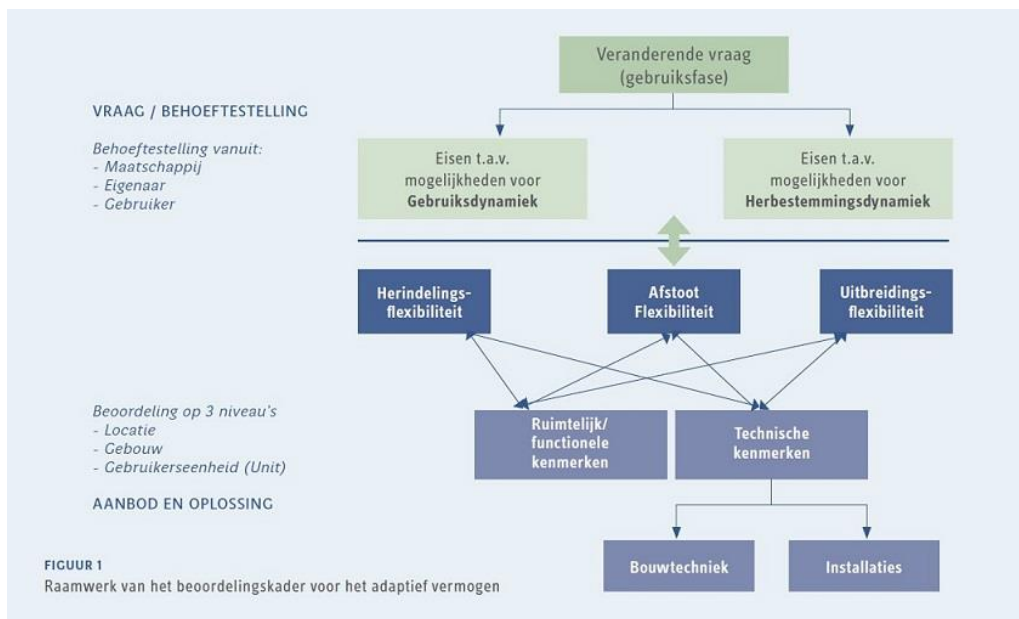 Veranderende vraag
(gebruiksfase)
VRAAG / BEHOEFTESTELLING
Behoeftestelling vanuit:
- Maatschappij
- Eigenaar
- Gebruiker
Eisen t.a.v.
mogelijkheden voor
Gebruiksdynamiek
Eisen t.a.v.
mogelijkheden voor
Herbestemmingsdynamiek
Herindelings-
flexibiliteit
Afstoot
Flexibiliteit
Uitbreidings-
flexibiliteit
Beoordeling op 3 niveau's
- Locatie
- Gebouw
- Gebruikerseenheid (Unit)
Ruimtelijk/
functionele
kenmerken
Technische
kenmerken
AANBOD EN OPLOSSING
Bouwtechniek
Installaties
FIGUUR 1
Raamwerk van het beoordelingskader voor het adaptief vermogen